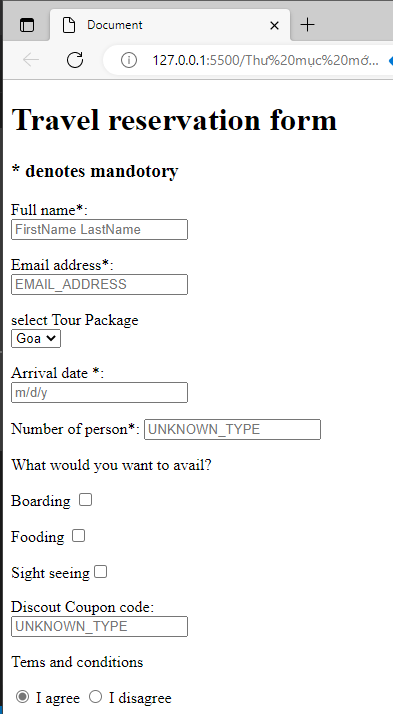 Document
127.0.0.1:5500/Thư%20mục%20mớ...
Travel reservation form
* denotes mandotory
Full name*:
FirstName LastName
Email address*:
EMAIL_ADDRESS
select Tour Package
Goa
Arrival date *:
m/d/y
Number of person*: UNKNOWN_TYPE
What would you want to avail?
Boarding
Fooding
Sight seeing
Discout Coupon code:
UNKNOWN_TYPE
Tems and conditions
I agree I disagree